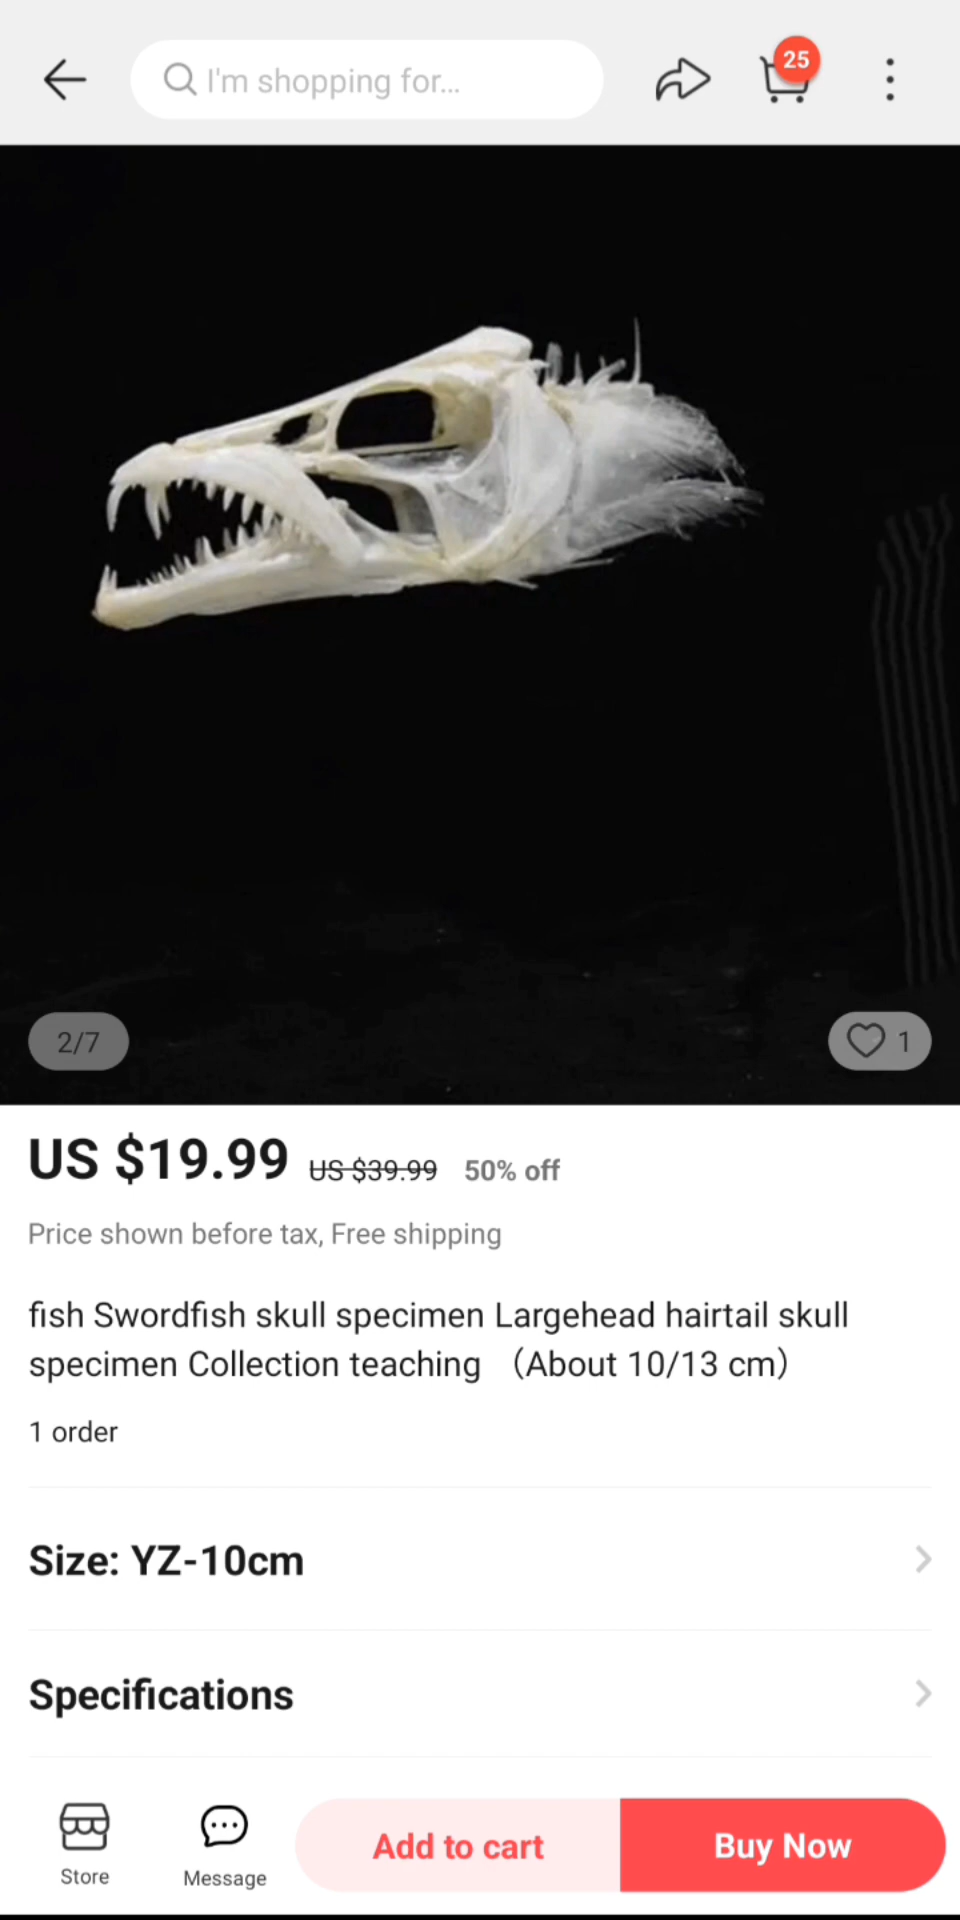 I'm shopping for...
25
2/7
1
US $19.99 US $39.99 50% off
Price shown before tax, Free shipping
fish Swordfish skull specimen Largehead hairtail skull
specimen Collection teaching （About 10/13 cm）
1 order
Size: YZ-10cm
Specifications
Store
Message
Add to cart
Buy Now